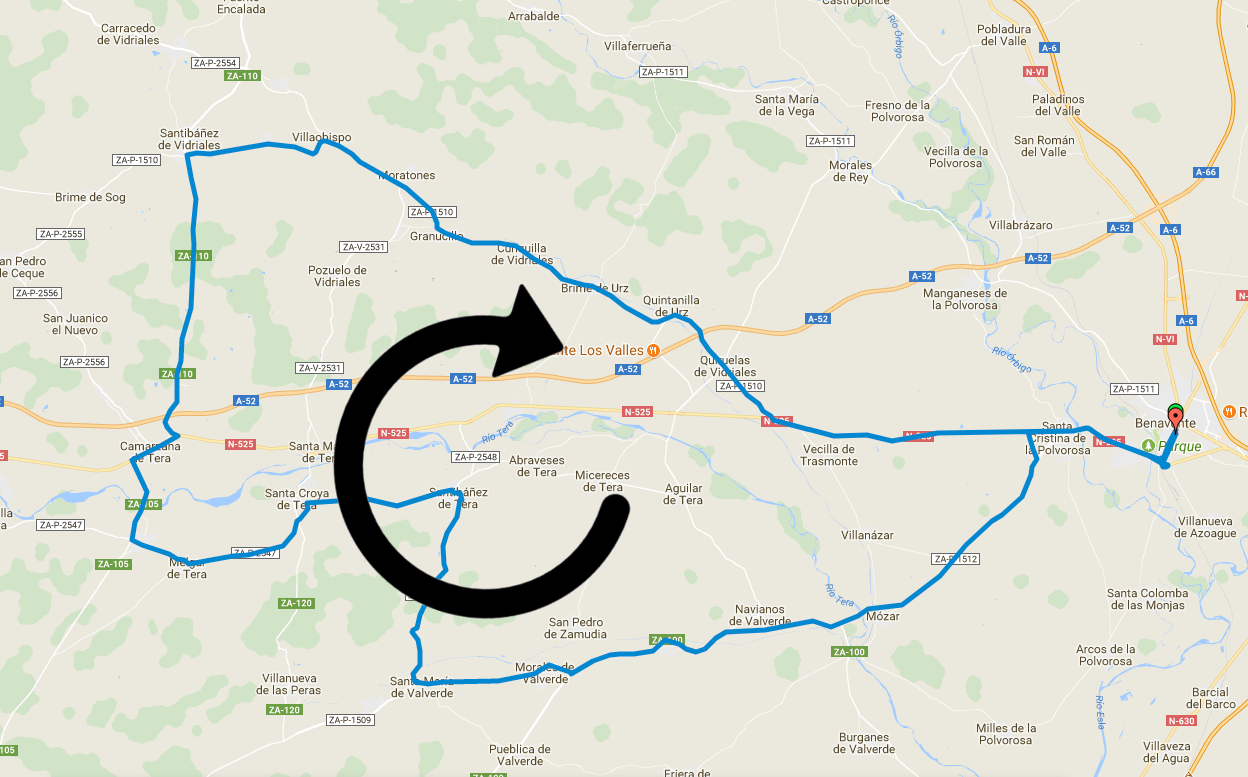 Encalada
Castroponce
Carracedo
de Vidriales
Arrabalde
Villaferrueña
Pobladura
del Valle
A-6
Río Órbigo
ZA-P-2554
ZA-110
ZA-P-1511
N-VI
Santa María
de la Vega
Fresno de la
Polvorosa
Paladinos
del Valle
Santibáñez
de Vidriales
Villaobispo
ZA-P-1511
San Román
del Valle
ZA-P-1510
Vecilla de la
Polvorosa
Morales
de Rey
Moratones
A-66
Brime de Sog
ZA-P-1510
Villabrázaro
A-52
A-6
ZA-P-2555
Granucillo
ZA-V-2531
Cunquilla
de Vidriales
ZA-110
A-52
Pozuelo de
Vidriales
A-52
Brime de Urz
ZA-P-2556
Quintanilla
de Urz
Manganeses de
la Polvorosa
San Juanico
el Nuevo
A-52
A-6
N-VI
Los Valles
Río Órbigo
ZA-P-2556
ZA-V-2531
A-52
Quiruelas
de Vidriales
ZA-110
A-52
A-52
ZA-P-1510
ZA-P-1511
A-52
N-525
N-525
Benavente
Río Tera
N-525
N-525
Santa
Cristina de
la Polvorosa
N-525
Parque
Camarzana
de Tera
N-525
ZA-P-2548
Vecilla de
Trasmonte
Abraveses
de Tera
Micereces
de Tera
Aguilar
de Tera
Santa Croya
de Tera
Santibáñez
de Tera
ZA-105
ZA-P-2547
Villanueva
de Azoague
Villanázar
ZA-P-2547
ZA-P-1512
ZA-105
Melgar
de Tera
Río Tera
Santa Colomba
de las Monjas
ZA-120
Navianos
de Valverde
Mózar
San Pedro
de Zamudia
ZA-100
ZA-100
Arcos de la
Polvorosa
Morales de
Valverde
Villanueva
de las Peras
Santa María
de Valverde
Barcial
del Barco
Río Esla
ZA-120
ZA-P-1509
N-630
Milles de la
Polvorosa
Burganes
de Valverde
Pueblica de
Valverde
Villaveza
del Agua
Friera de